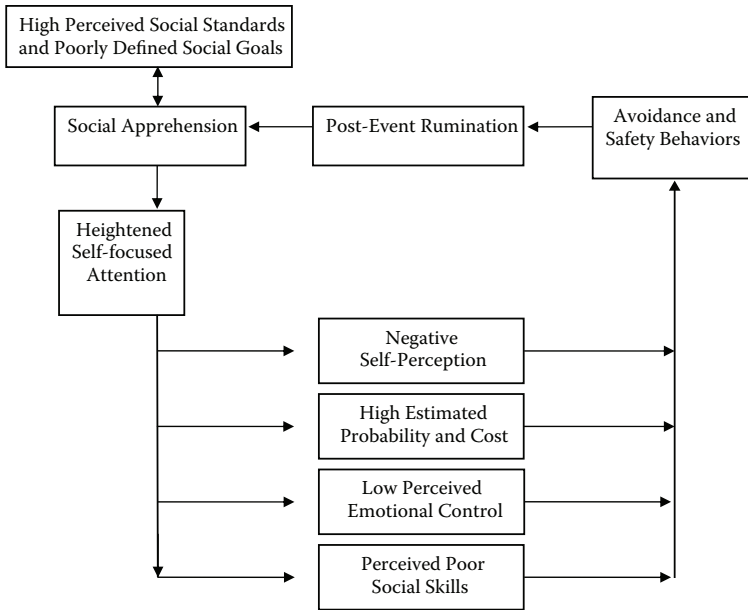 High Perceived Social Standards
and Poorly Defined Social Goals
Social Apprehension
Post-Event Rumination
Avoidance and
Safety Behaviors
Heightened
Self-focused
Attention
Negative
Self-Perception
High Estimated
Probability and Cost
Low Perceived
Emotional Control
Perceived Poor
Social Skills